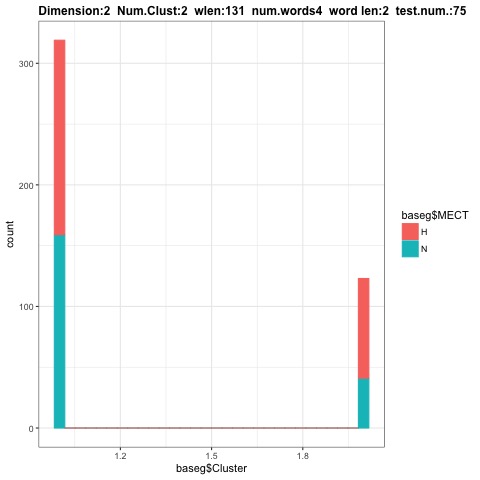 Dimension:2  Num.Clust:2  wlen:131  num.words4  word len:2  test.num.:75
300
200
100
0
count
1.2
1.5
1.8
baseg$Cluster
baseg$MECT
H
N